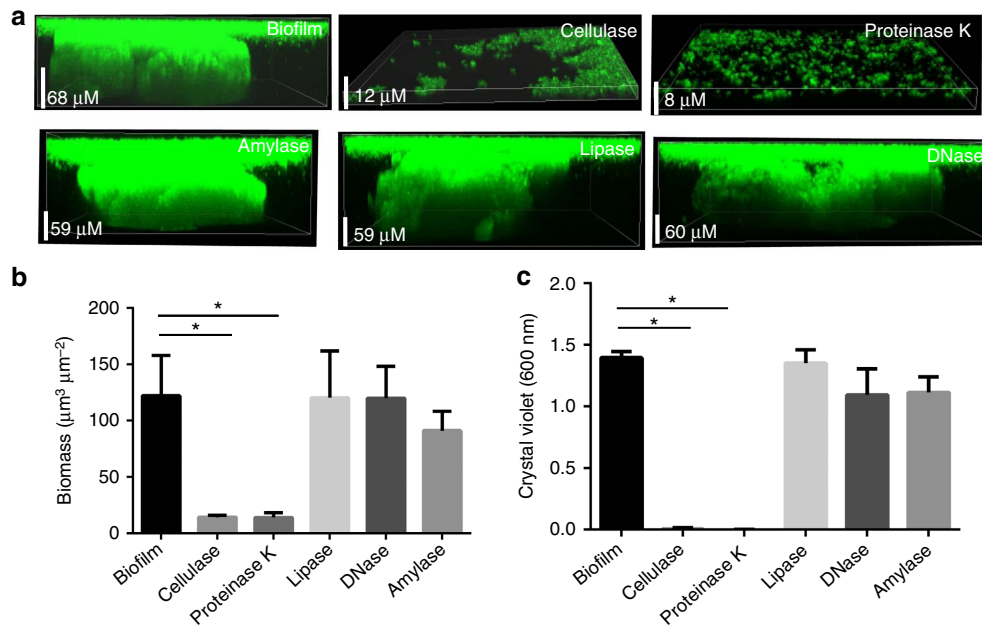 a
Biofilm
68 μM
Cellulase
12 μM
Proteinase K
8 μM
Amylase
59 μM
Lipase
59 μM
DNase
60 μM
b
Biomass (μm³ μm⁻²)
200
150
100
50
0
*
*
Biofilm
Cellulase
Proteinase K
Lipase
DNase
Amylase
c
Crystal violet (600 nm)
2.0
1.5
1.0
0.5
0.0
*
*
Biofilm
Cellulase
Proteinase K
Lipase
DNase
Amylase